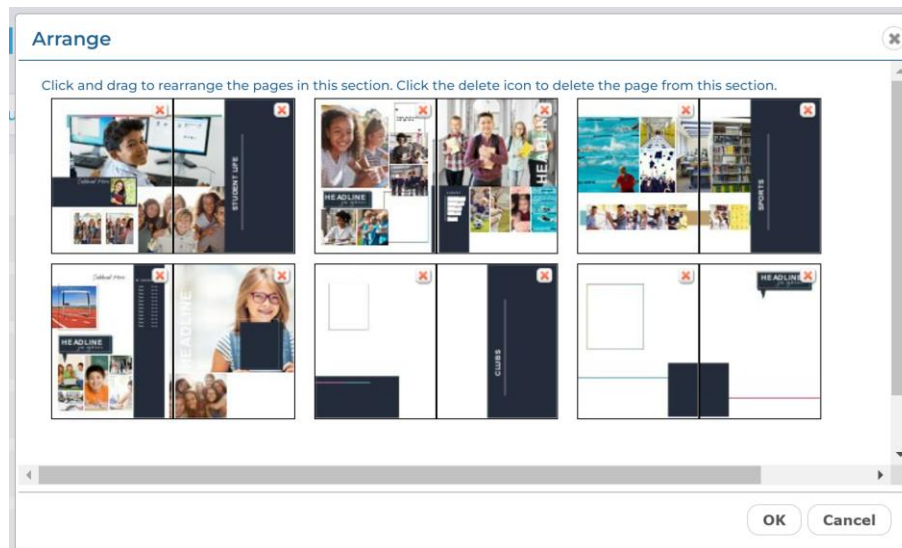 Arrange
Click and drag to rearrange the pages in this section. Click the delete icon to delete the page from this section.
STUDENT LIFE
HEADLINE
SPORTS
HEADLINE
HEADLINE
CLUBS
HEADLINE
OK
Cancel